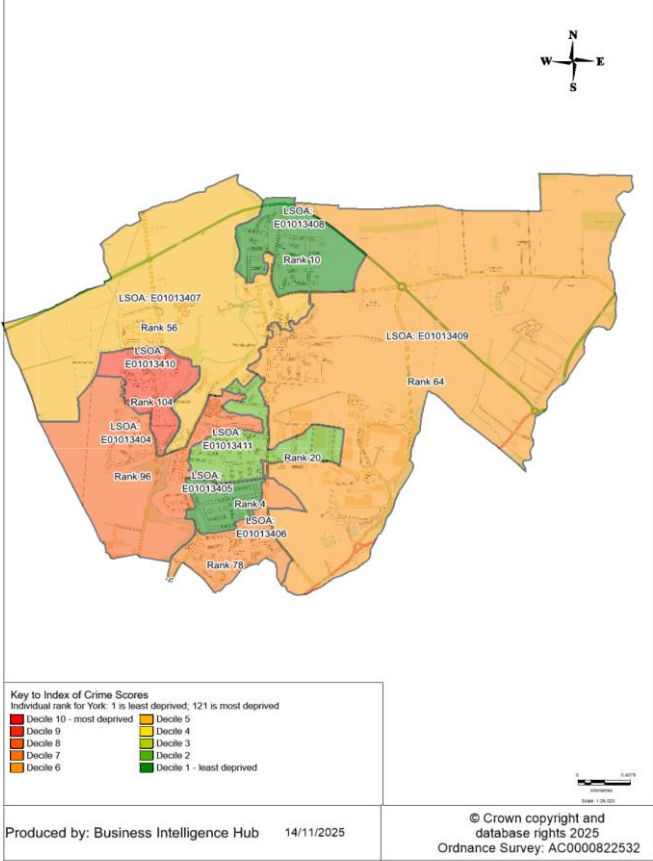 N
W E
S
LSOA:
E01013408
Rank 10
LSOA: E01013407
Rank 56
LSOA: E01013409
LSOA:
E01013410
Rank 64
Rank 104
LSOA:
E01013404
LSOA:
E01013411
Rank 20
Rank 96
LSOA:
E01013405
Rank 4
LSOA:
E01013406
Rank 78
Key to Index of Crime Scores
Individual rank for York: 1 is least deprived; 121 is most deprived
Decile 10 - most deprived
Decile 9
Decile 8
Decile 7
Decile 6
Decile 5
Decile 4
Decile 3
Decile 2
Decile 1 - least deprived
kilometres
Produced by: Business Intelligence Hub 14/11/2025
© Crown copyright and
database rights 2025
Ordnance Survey: AC0000822532